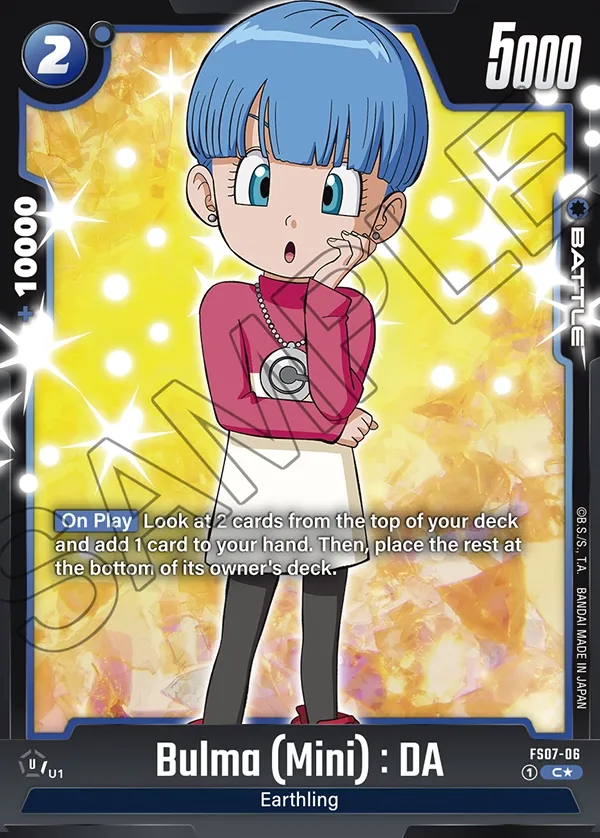 2
5000
+ 10000
BATTLE
SAMPLE
On Play Look at 2 cards from the top of your deck
and add 1 card to your hand. Then, place the rest at
the bottom of its owner's deck.
©B.S./S., T.A. BANDAI MADE IN JAPAN
U/U1
Bulma (Mini) : DA
FS07-06
1 C★
Earthling